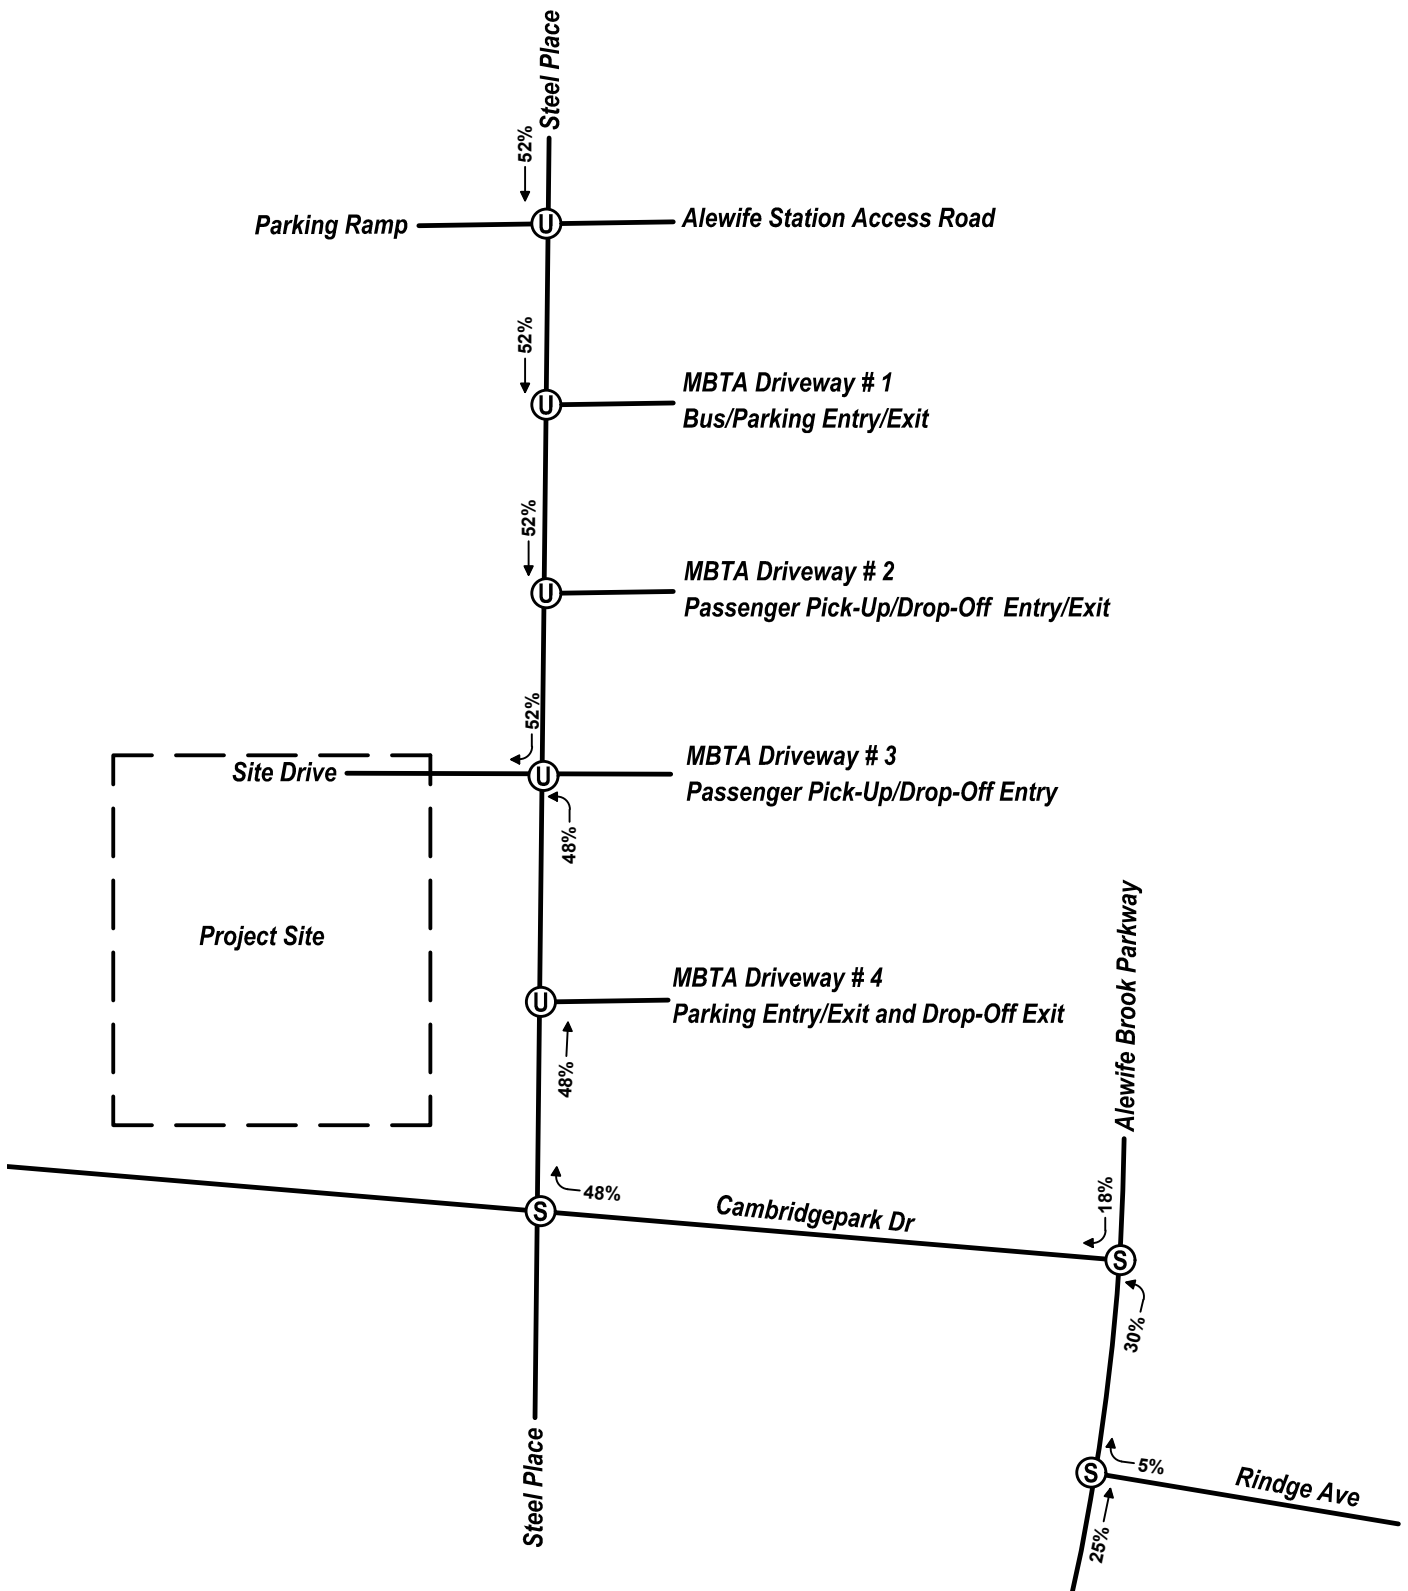 Steel Place
52%
Parking Ramp
U
Alewife Station Access Road
52%
MBTA Driveway # 1
U
Bus/Parking Entry/Exit
52%
MBTA Driveway # 2
U
Passenger Pick-Up/Drop-Off Entry/Exit
52%
MBTA Driveway # 3
Site Drive
U
Passenger Pick-Up/Drop-Off Entry
48%
Project Site
MBTA Driveway # 4
U
Parking Entry/Exit and Drop-Off Exit
Alewife Brook Parkway
48%
48%
S
Cambridgepark Dr
18%
S
30%
Steel Place
5%
S
Rindge Ave
25%